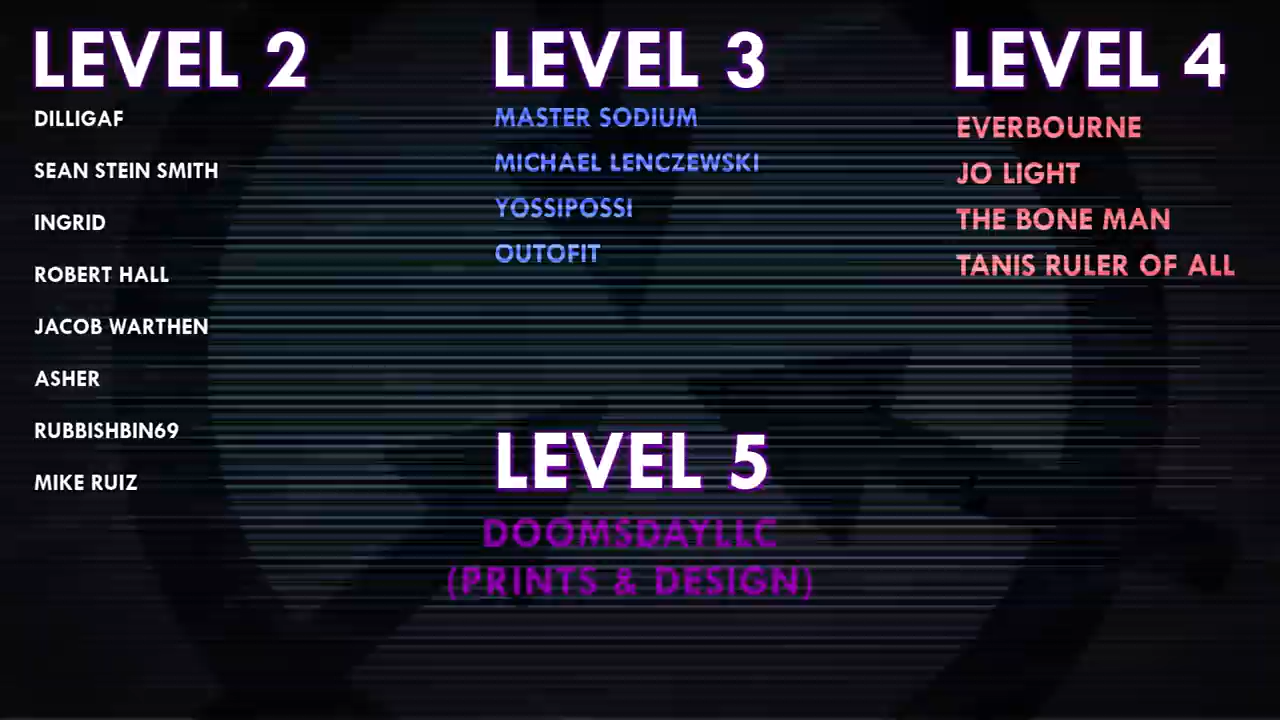 LEVEL 2
DILLIGAF
SEAN STEIN SMITH
INGRID
ROBERT HALL
JACOB WARTHEN
ASHER
RUBBISHBIN69
MIKE RUIZ
LEVEL 3
MASTER SODIUM
MICHAEL LENCZEWSKI
YOSSIPOSSI
OUTOFIT
LEVEL 4
EVERBOURNE
JO LIGHT
THE BONE MAN
TANIS RULER OF ALL
LEVEL 5
DOOMSDAYLLC
(PRINTS & DESIGN)